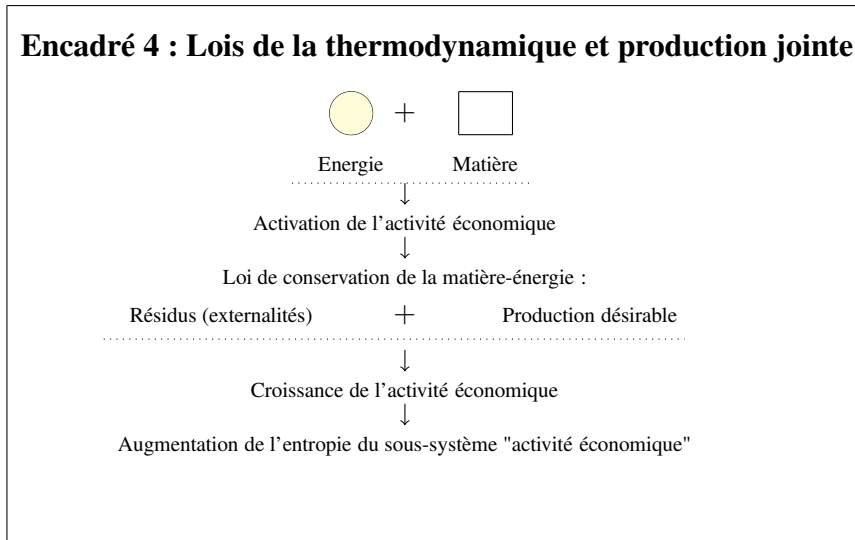 Encadré 4 : Lois de la thermodynamique et production jointe
+
Energie Matière
Activation de l'activité économique
Loi de conservation de la matière-énergie :
Résidus (externalités) + Production désirable
Croissance de l'activité économique
Augmentation de l'entropie du sous-système "activité économique"